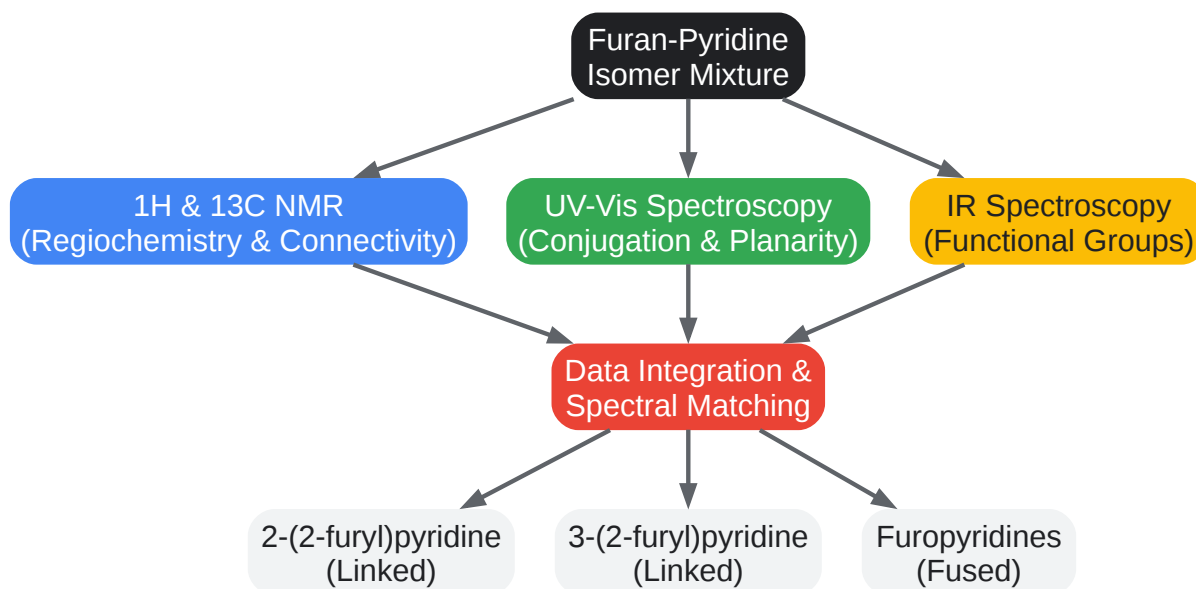 Furan-Pyridine
Isomer Mixture
1H & 13C NMR
(Regiochemistry & Connectivity)
UV-Vis Spectroscopy
(Conjugation & Planarity)
IR Spectroscopy
(Functional Groups)
Data Integration &
Spectral Matching
2-(2-furyl)pyridine
(Linked)
3-(2-furyl)pyridine
(Linked)
Furopyridines
(Fused)